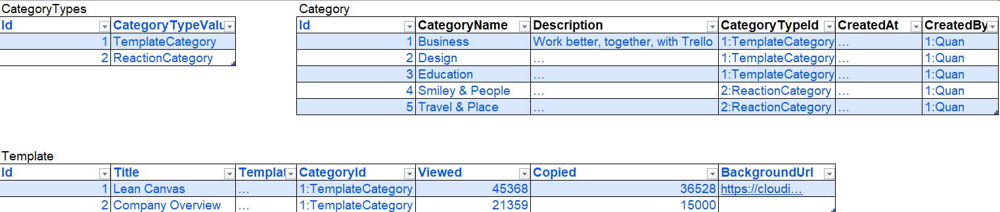 CategoryTypes Category
Id CategoryTypeValu Id CategoryName Description CategoryTypeId CreatedAt CreatedBy
1 TemplateCategory 1 Business Work better, together, with Trello 1:TemplateCategory ... 1:Quan
2 ReactionCategory 2 Design ... 1:TemplateCategory ... 1:Quan
3 Education ... 1:TemplateCategory ... 1:Quan
4 Smiley & People ... 2:ReactionCategory ... 1:Quan
5 Travel & Place ... 2:ReactionCategory ... 1:Quan
Template
Id Title Templat CategoryId Viewed Copied BackgroundUrl
1 Lean Canvas ... 1:TemplateCategory 45368 36528 https://cloudi...
2 Company Overview ... 1:TemplateCategory 21359 15000